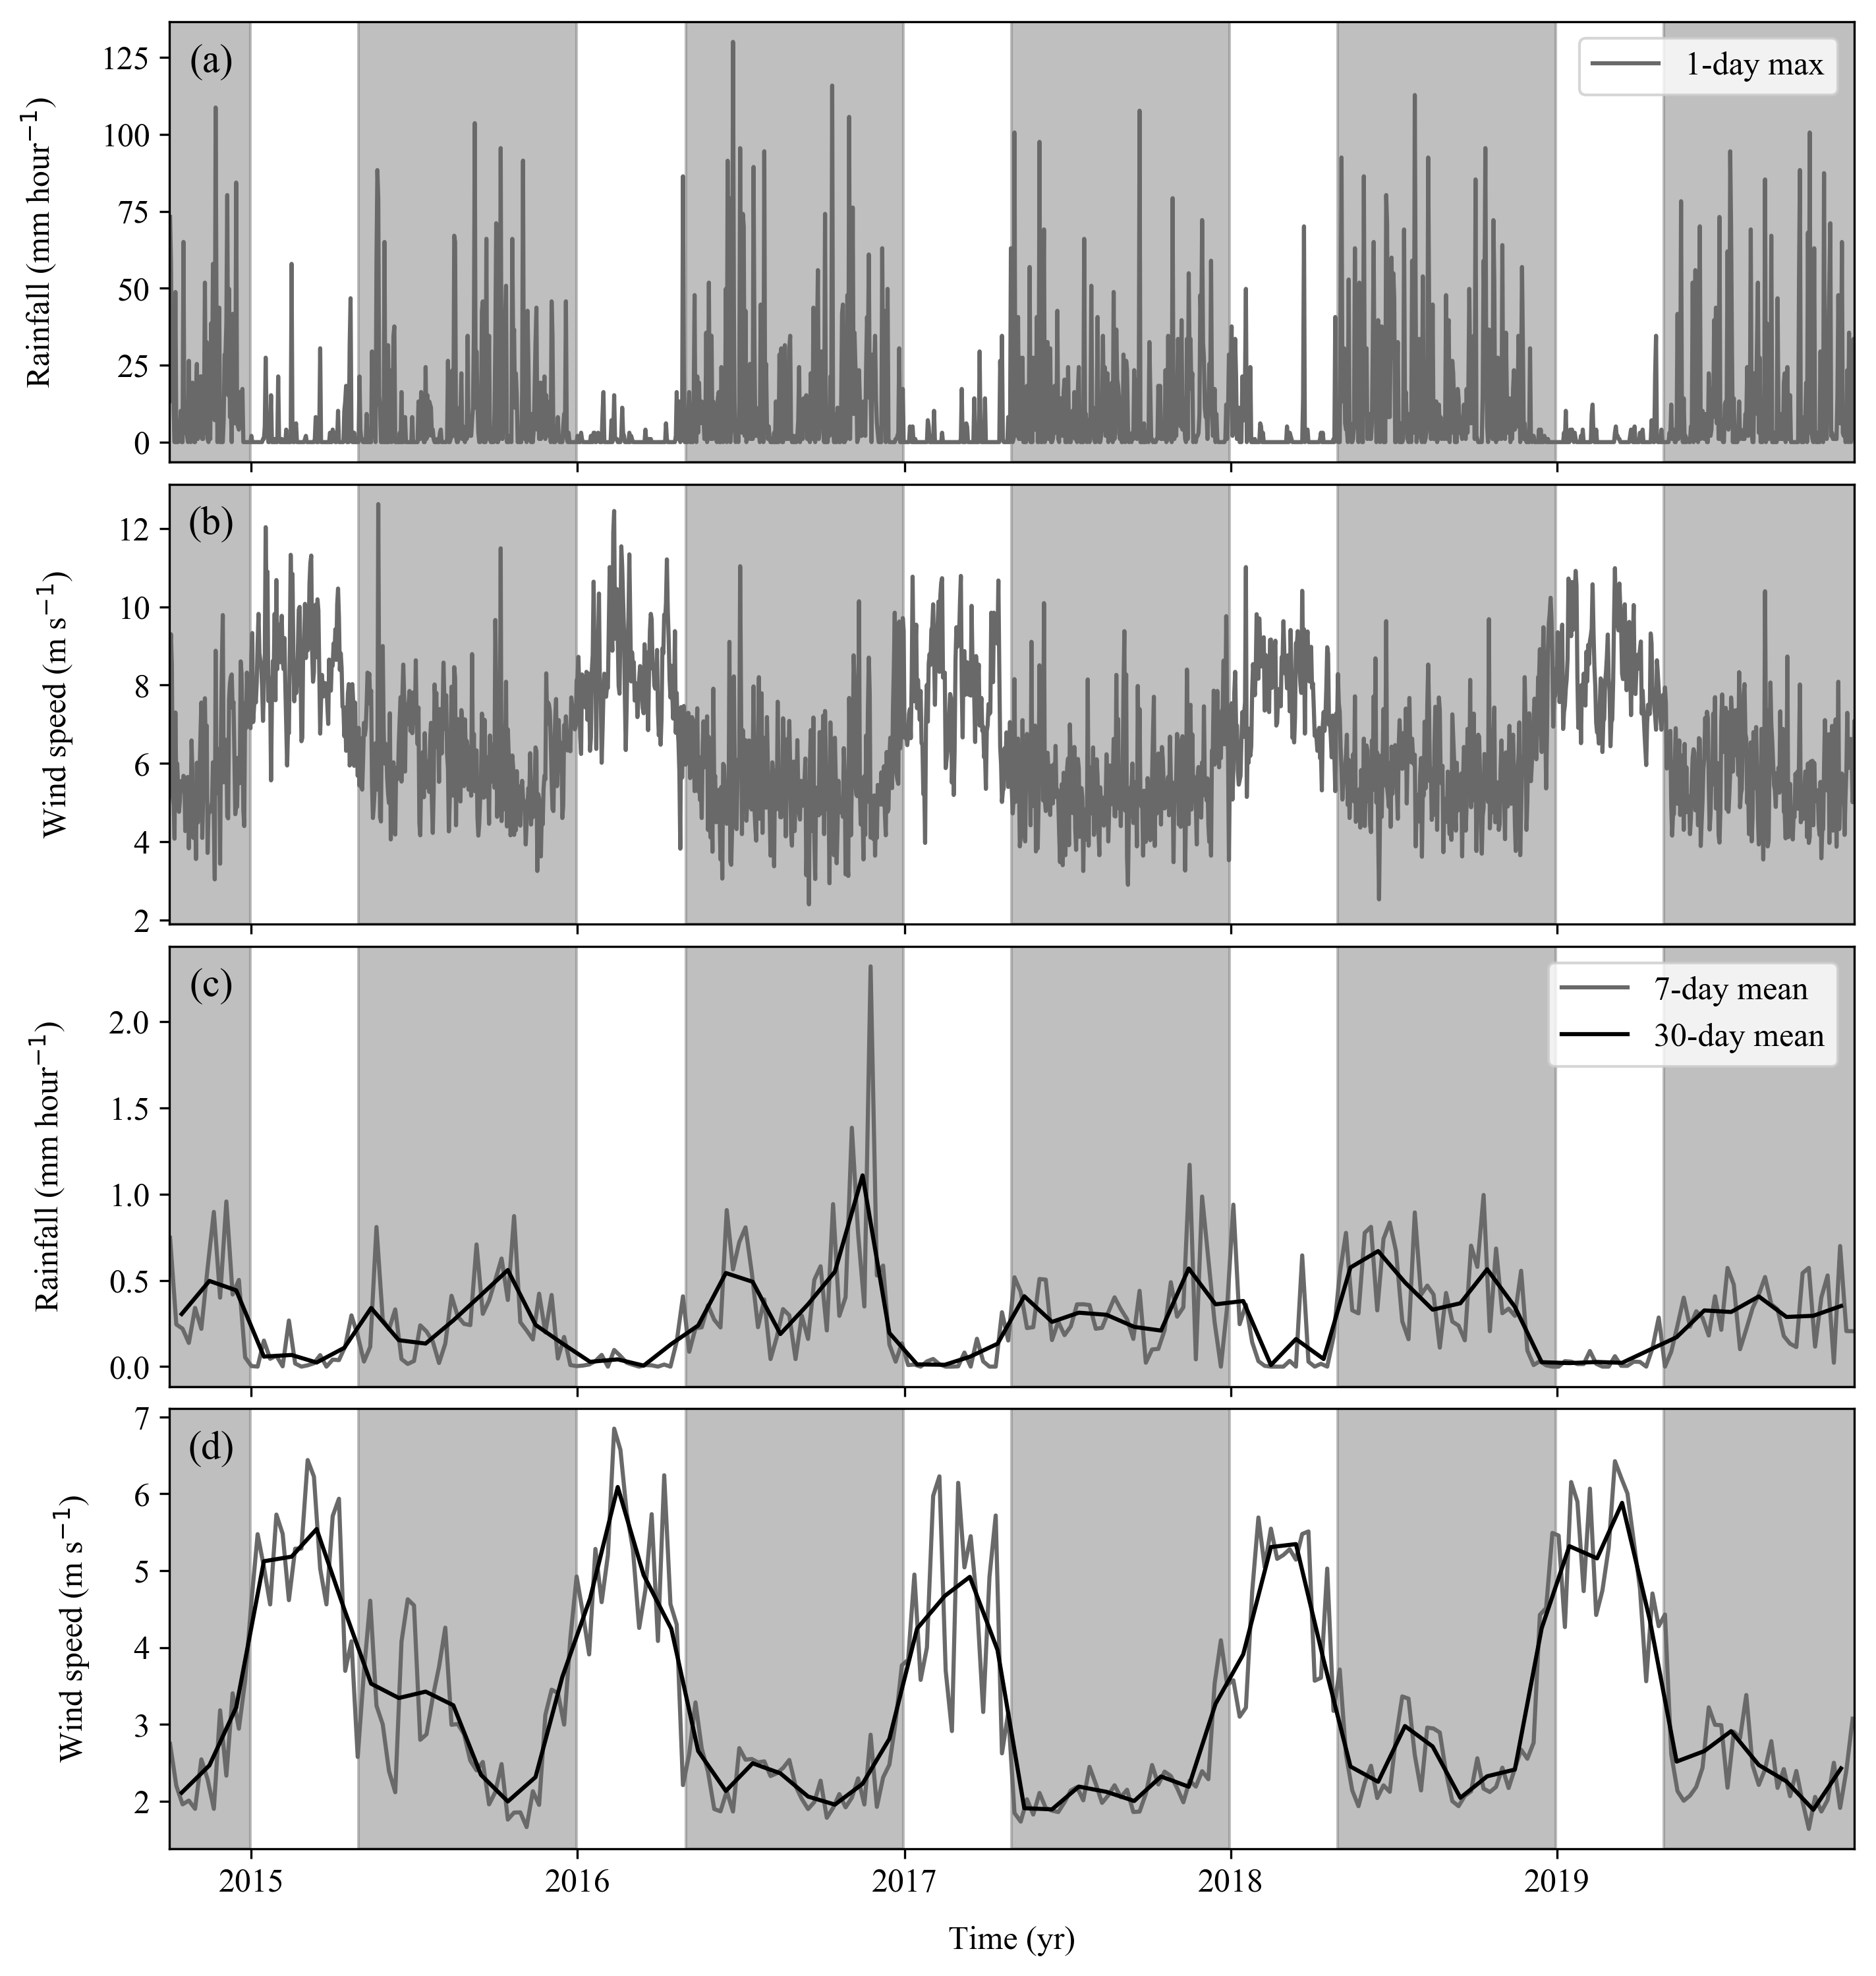 (a)
1-day max
125
100
75
50
25
0
Rainfall (mm hour⁻¹)
(b)
12
10
8
6
4
2
Wind speed (m s⁻¹)
(c)
7-day mean
30-day mean
2.0
1.5
1.0
0.5
0.0
Rainfall (mm hour⁻¹)
(d)
7
6
5
4
3
2
Wind speed (m s⁻¹)
2015 2016 2017 2018 2019
Time (yr)